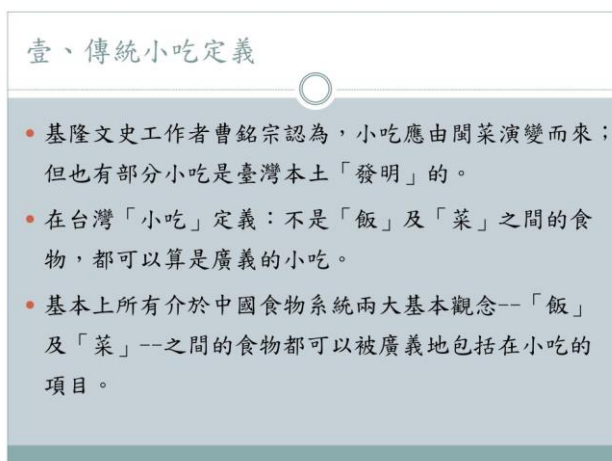 壹、傳統小吃定義
• 基隆文史工作者曹銘宗認為，小吃應由閩菜演變而來；
但也有部分小吃是臺灣本土「發明」的。
• 在台灣「小吃」定義：不是「飯」及「菜」之間的食
物，都可以算是廣義的小吃。
• 基本上所有介於中國食物系統兩大基本觀念--「飯」
及「菜」--之間的食物都可以被廣義地包括在小吃的
項目。